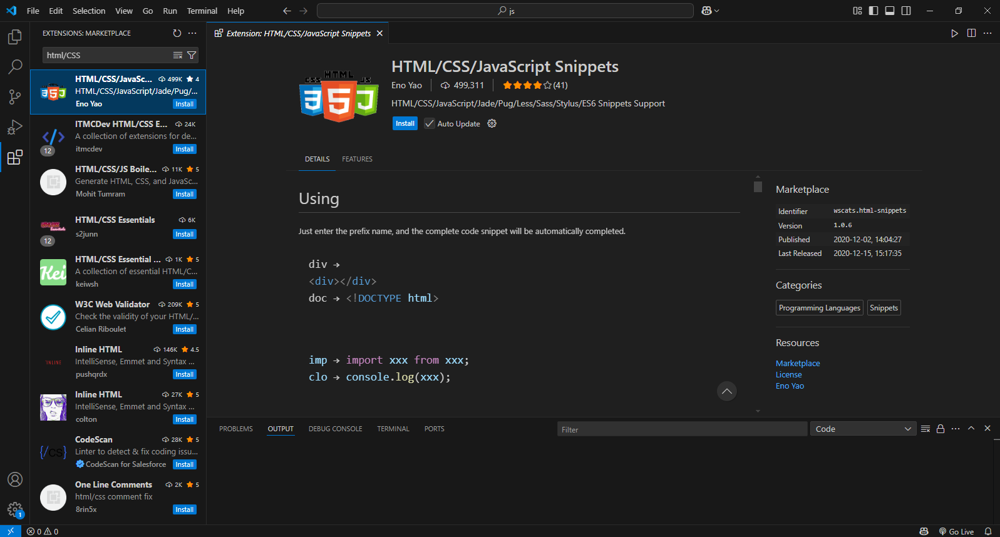 File Edit Selection View Go Run Terminal Help
js
EXTENSIONS: MARKETPLACE
html/CSS
HTML/CSS/JavaSc... 499K 4
HTML/CSS/JavaScript/Jade/Pug/...
Eno Yao Install
ITMCDev HTML/CSS E... 24K
A collection of extensions for de...
12
itmcdev Install
HTML/CSS/JS Boile... 11K 5
Generate HTML, CSS, and JavaSc...
Mohit Tumram Install
HTML/CSS Essentials 6K
s2junn Install
12
HTML/CSS Essential ... 1K 5
A collection of essential HTML/C...
Kei
keiwsh Install
W3C Web Validator 209K 5
Check the validity of your HTML/...
Celian Riboulet Install
Inline HTML 146K 4.5
IntelliSense, Emmet and Syntax ...
INLINE
pushqrdx Install
Inline HTML 27K 5
IntelliSense, Emmet and Syntax ...
colton Install
CodeScan 28K 5
Linter to detect & fix coding issu...
{/CS}
CodeScan for Salesforce Install
One Line Comments 2K 5
html/css comment fix
8rin5x Install
1
Extension: HTML/CSS/JavaScript Snippets
CSS HTML JS
HTML/CSS/JavaScript Snippets
Eno Yao 499,311 (41)
HTML/CSS/JavaScript/Jade/Pug/Less/Sass/Stylus/ES6 Snippets Support
Install Auto Update
DETAILS FEATURES
Using
Just enter the prefix name, and the complete code snippet will be automatically completed.
div →
<div></div>
doc → <!DOCTYPE html>
imp → import xxx from xxx;
clo → console.log(xxx);
Marketplace
Identifier wscats.html-snippets
Version 1.0.6
Published 2020-12-02, 14:04:27
Last Released 2020-12-15, 15:17:35
Categories
Programming Languages Snippets
Resources
Marketplace
License
Eno Yao
PROBLEMS OUTPUT DEBUG CONSOLE TERMINAL PORTS
Filter
Code
0 0
Go Live